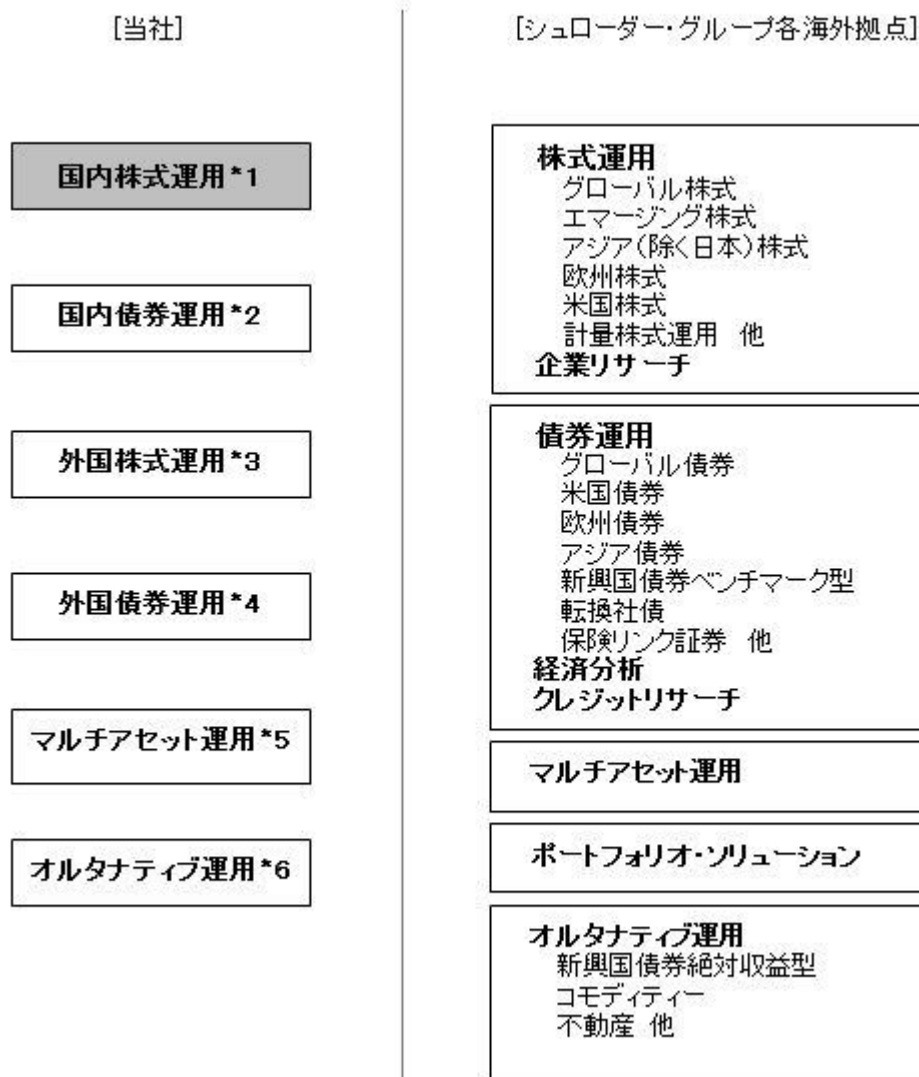 [当社]
国内株式運用*1
国内債券運用*2
外国株式運用*3
外国債券運用*4
マルチアセット運用*5
オルタナティブ運用*6
[シュローダー・グループ各海外拠点]
株式運用
グローバル株式
エマージング株式
アジア(除く日本)株式
欧州株式
米国株式
計量株式運用 他
企業リサーチ
債券運用
グローバル債券
米国債券
欧州債券
アジア債券
新興国債券ベンチマーク型
転換社債
保険リンク証券 他
経済分析
クレジットリサーチ
マルチアセット運用
ポートフォリオ・ソリューション
オルタナティブ運用
新興国債券絶対収益型
コモディティー
不動産 他